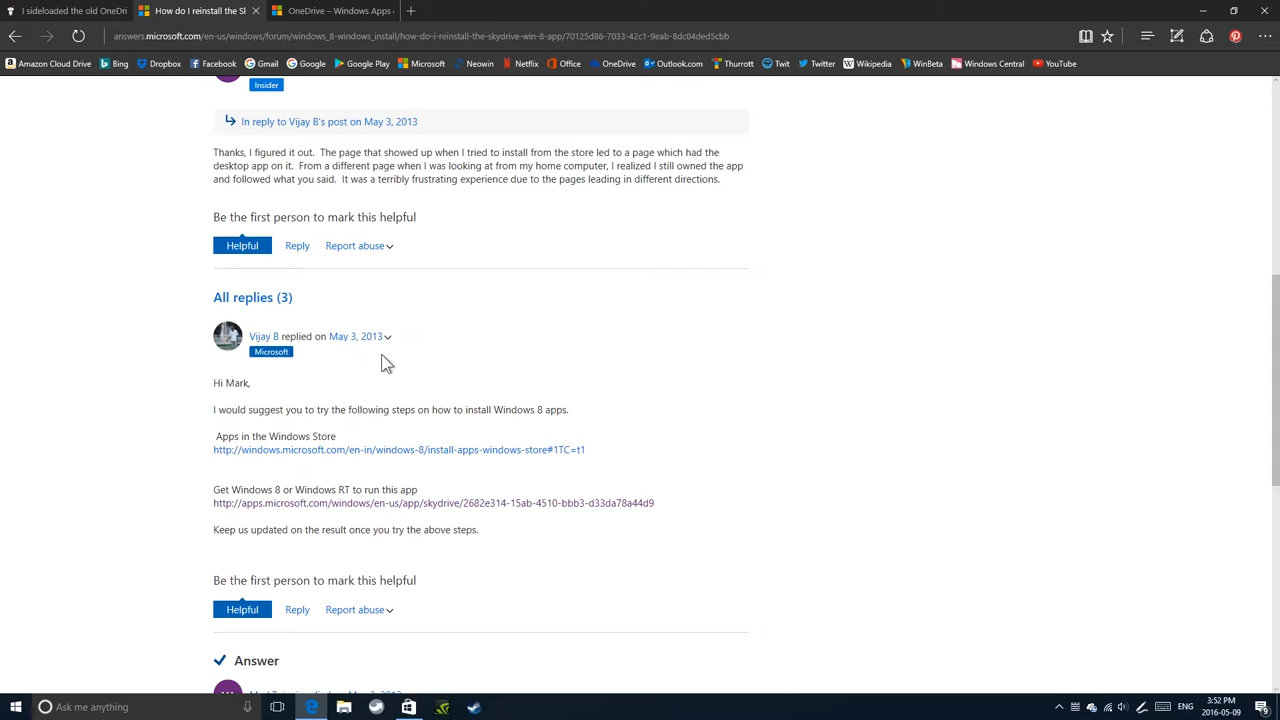 I sideloaded the old OneDri
How do I reinstall the Sl
OneDrive – Windows Apps
answers.microsoft.com/en-us/windows/forum/windows_8-windows_install/how-do-i-reinstall-the-skydrive-win-8-app/70125d86-7033-42c1-9eab-8dc04ded5cbb
Amazon Cloud Drive
Bing
Dropbox
Facebook
Gmail
Google
Google Play
Microsoft
Neowin
Netflix
Office
OneDrive
Outlook.com
Thurrott
Twit
Twitter
Wikipedia
WinBeta
Windows Central
YouTube
Insider
In reply to Vijay B's post on May 3, 2013
Thanks, I figured it out. The page that showed up when I tried to install from the store led to a page which had the
desktop app on it. From a different page when I was looking at from my home computer, I realized I still owned the app
and followed what you said. It was a terribly frustrating experience due to the pages leading in different directions.
Be the first person to mark this helpful
Helpful
Reply
Report abuse
All replies (3)
Vijay B replied on May 3, 2013
Microsoft
Hi Mark,
I would suggest you to try the following steps on how to install Windows 8 apps.
Apps in the Windows Store
http://windows.microsoft.com/en-in/windows-8/install-apps-windows-store#1TC=t1
Get Windows 8 or Windows RT to run this app
http://apps.microsoft.com/windows/en-us/app/skydrive/2682e314-15ab-4510-bbb3-d33da78a44d9
Keep us updated on the result once you try the above steps.
Be the first person to mark this helpful
Helpful
Reply
Report abuse
Answer
Ask me anything
ENG
3:52 PM
2016-05-09